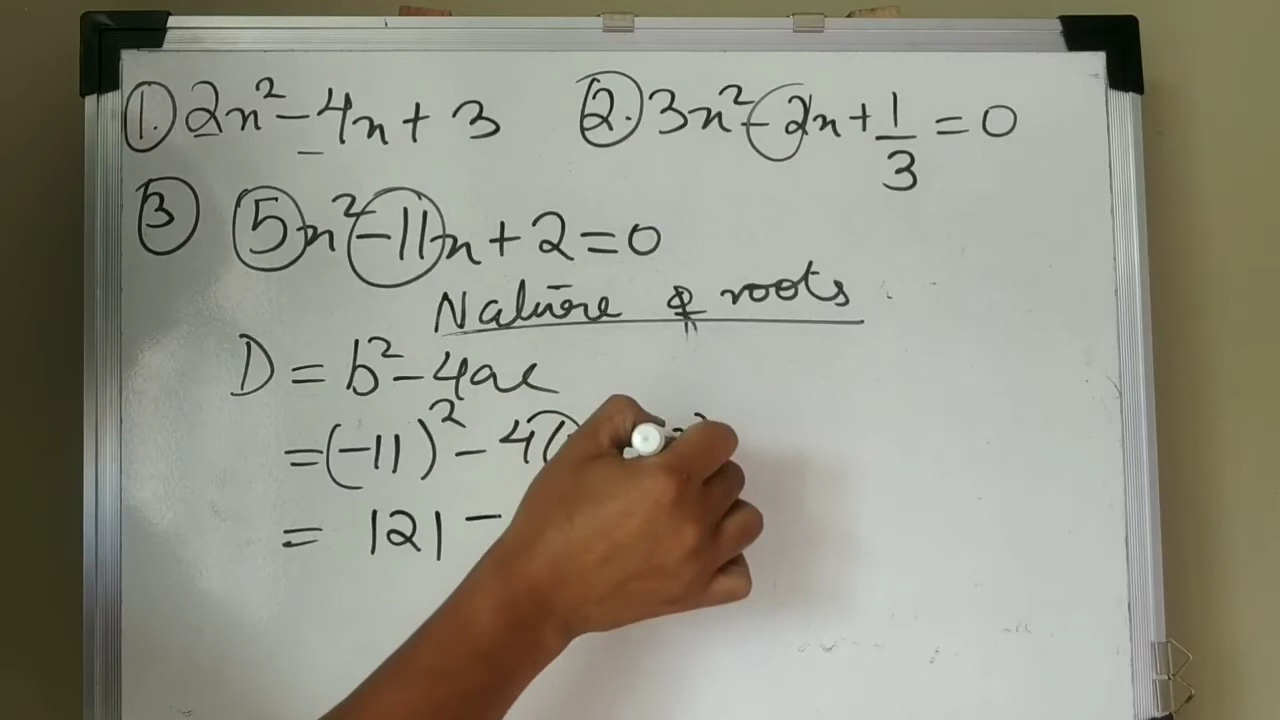 1. 2x² - 4x + 3 2. 3x² - 2x + 1/3 = 0
3 5x² - 11x + 2 = 0
Nature of roots
D = b² - 4ac
= (-11)² - 4(
= 121 -